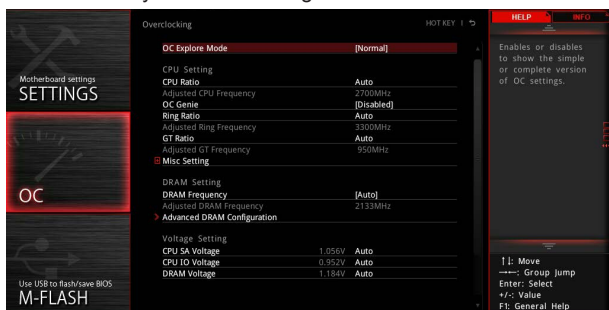 Overclocking
HOT KEY |
HELP
INFO
Motherboard settings
SETTINGS
OC
Use USB to flash/save BIOS
M-FLASH
OC Explore Mode [Normal]
CPU Setting
CPU Ratio Auto
Adjusted CPU Frequency 2700MHz
OC Genie [Disabled]
Ring Ratio Auto
Adjusted Ring Frequency 3300MHz
GT Ratio Auto
Adjusted GT Frequency 950MHz
Misc Setting
DRAM Setting
DRAM Frequency [Auto]
Adjusted DRAM Frequency 2133MHz
Advanced DRAM Configuration
Voltage Setting
CPU SA Voltage 1.056V Auto
CPU IO Voltage 0.952V Auto
DRAM Voltage 1.184V Auto
Enables or disables
to show the simple
or complete version
of OC settings.
↑↓: Move
→←: Group Jump
Enter: Select
+/-: Value
F1: General Help